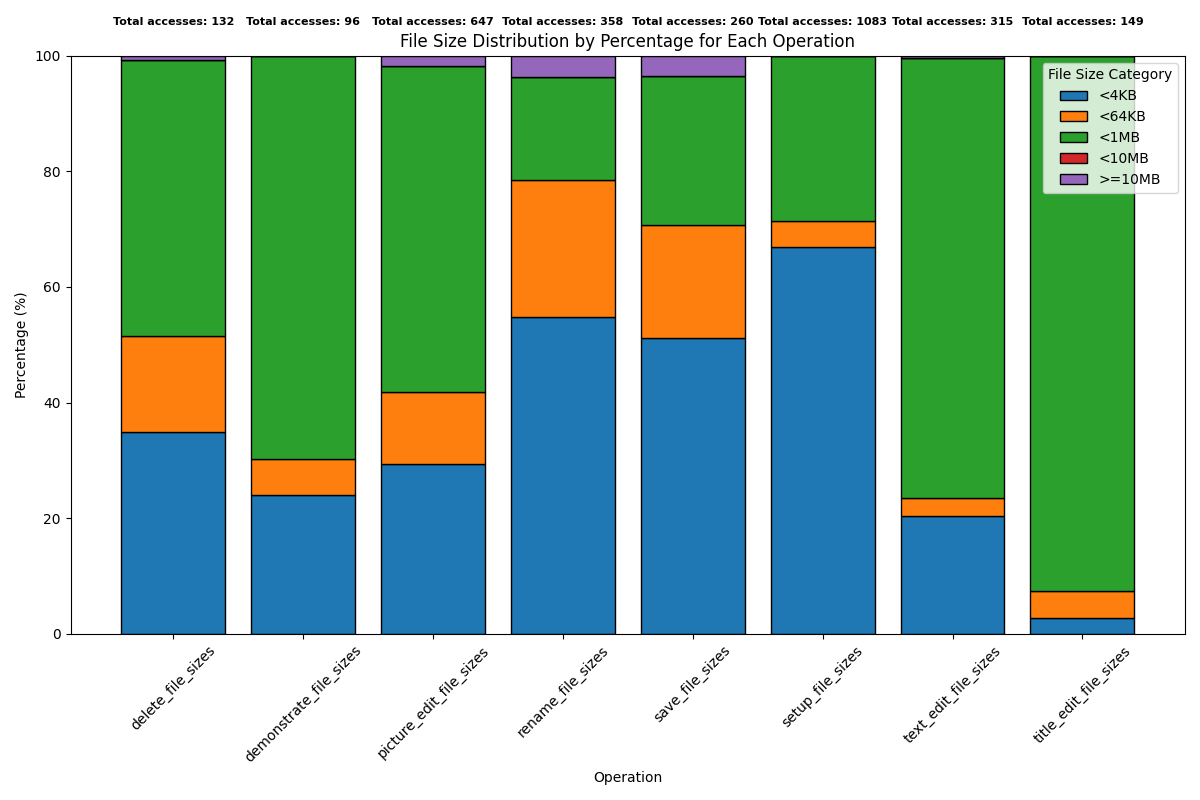 Total accesses: 132 Total accesses: 96 Total accesses: 647 Total accesses: 358 Total accesses: 260 Total accesses: 1083 Total accesses: 315 Total accesses: 149
File Size Distribution by Percentage for Each Operation
File Size Category
<4KB
<64KB
<1MB
<10MB
>=10MB
Percentage (%)
100
80
60
40
20
0
delete_file_sizes
demonstrate_file_sizes
picture_edit_file_sizes
rename_file_sizes
save_file_sizes
setup_file_sizes
text_edit_file_sizes
title_edit_file_sizes
Operation